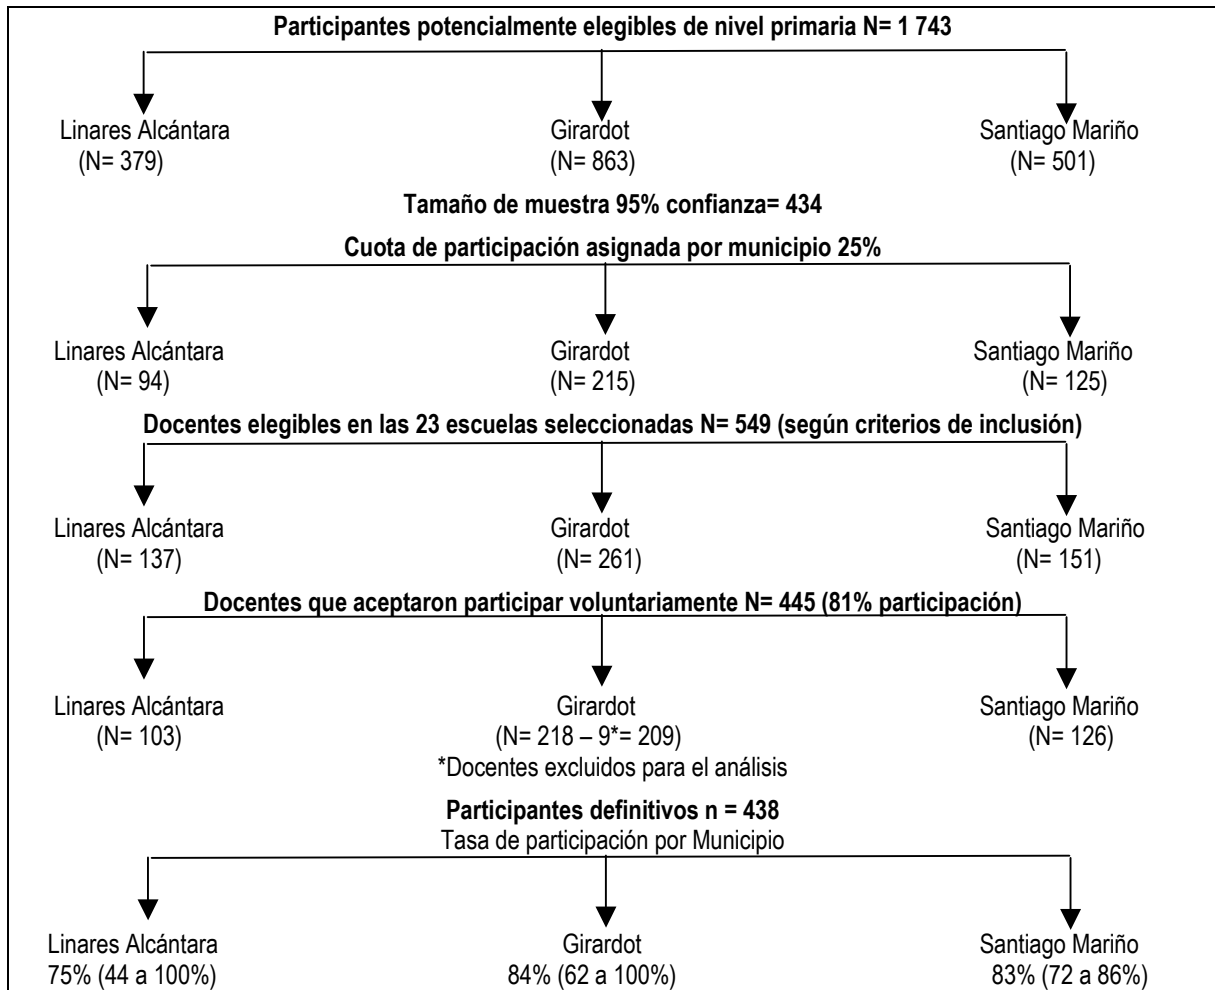 Participantes potencialmente elegibles de nivel primaria N= 1 743
Linares Alcántara Girardot Santiago Mariño
(N= 379) (N= 863) (N= 501)
Tamaño de muestra 95% confianza= 434
Cuota de participación asignada por municipio 25%
Linares Alcántara Girardot Santiago Mariño
(N= 94) (N= 215) (N= 125)
Docentes elegibles en las 23 escuelas seleccionadas N= 549 (según criterios de inclusión)
Linares Alcántara Girardot Santiago Mariño
(N= 137) (N= 261) (N= 151)
Docentes que aceptaron participar voluntariamente N= 445 (81% participación)
Linares Alcántara Girardot Santiago Mariño
(N= 103) (N= 218 – 9*= 209) (N= 126)
*Docentes excluidos para el análisis
Participantes definitivos n = 438
Tasa de participación por Municipio
Linares Alcántara Girardot Santiago Mariño
75% (44 a 100%) 84% (62 a 100%) 83% (72 a 86%)